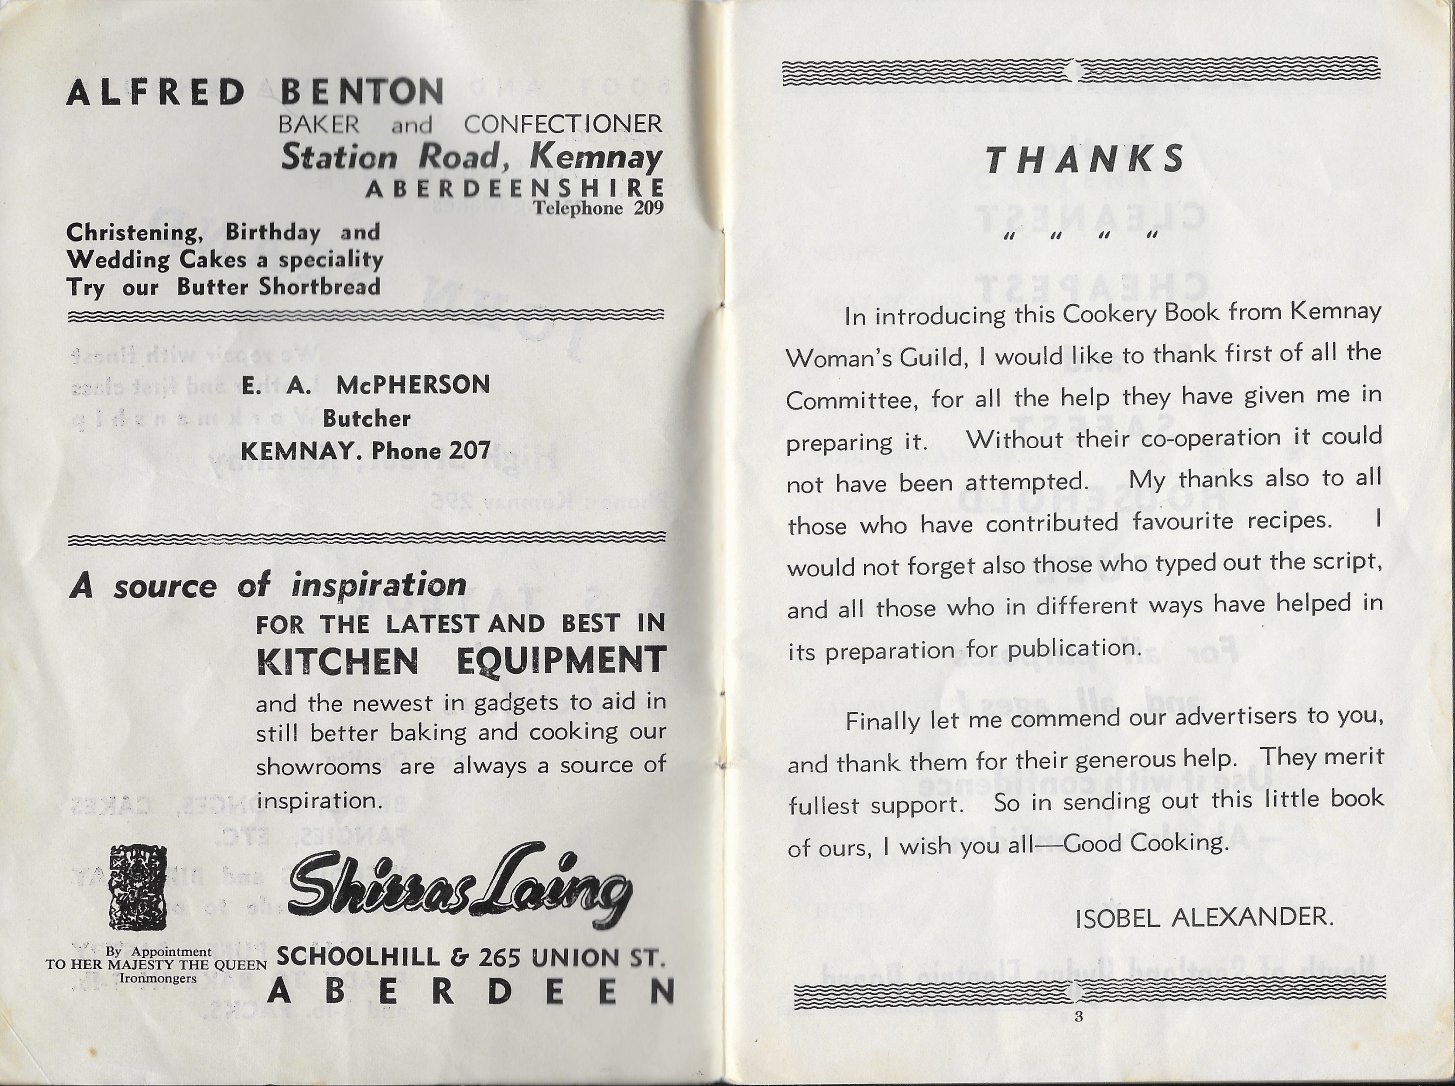 ALFRED BENTON
BAKER and CONFECTIONER
Station Road, Kemnay
ABERDEENSHIRE
Telephone 209
Christening, Birthday and
Wedding Cakes a speciality
Try our Butter Shortbread
E. A. McPHERSON
Butcher
KEMNAY. Phone 207
A source of inspiration
FOR THE LATEST AND BEST IN
KITCHEN EQUIPMENT
and the newest in gadgets to aid in
still better baking and cooking our
showrooms are always a source of
inspiration.
Shirras Laing
By Appointment
TO HER MAJESTY THE QUEEN
Ironmongers
SCHOOLHILL & 265 UNION ST.
ABERDEEN
THANKS
" " " "
In introducing this Cookery Book from Kemnay
Woman's Guild, I would like to thank first of all the
Committee, for all the help they have given me in
preparing it. Without their co-operation it could
not have been attempted. My thanks also to all
those who have contributed favourite recipes. I
would not forget also those who typed out the script,
and all those who in different ways have helped in
its preparation for publication.
Finally let me commend our advertisers to you,
and thank them for their generous help. They merit
fullest support. So in sending out this little book
of ours, I wish you all—Good Cooking.
ISOBEL ALEXANDER.
3